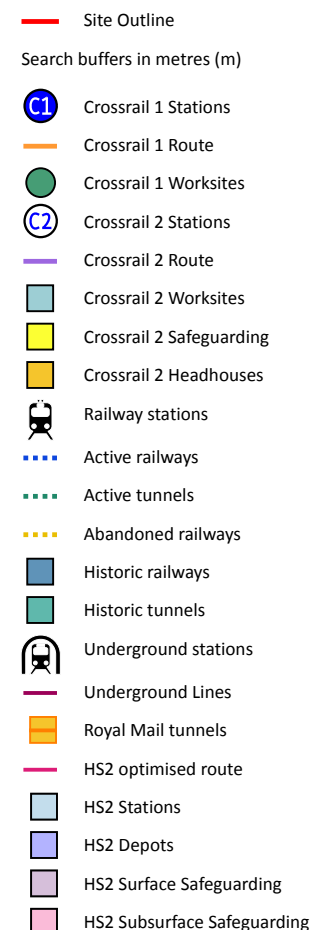 Site Outline
Search buffers in metres (m)
C1 Crossrail 1 Stations
Crossrail 1 Route
Crossrail 1 Worksites
C2 Crossrail 2 Stations
Crossrail 2 Route
Crossrail 2 Worksites
Crossrail 2 Safeguarding
Crossrail 2 Headhouses
Railway stations
Active railways
Active tunnels
Abandoned railways
Historic railways
Historic tunnels
Underground stations
Underground Lines
Royal Mail tunnels
HS2 optimised route
HS2 Stations
HS2 Depots
HS2 Surface Safeguarding
HS2 Subsurface Safeguarding